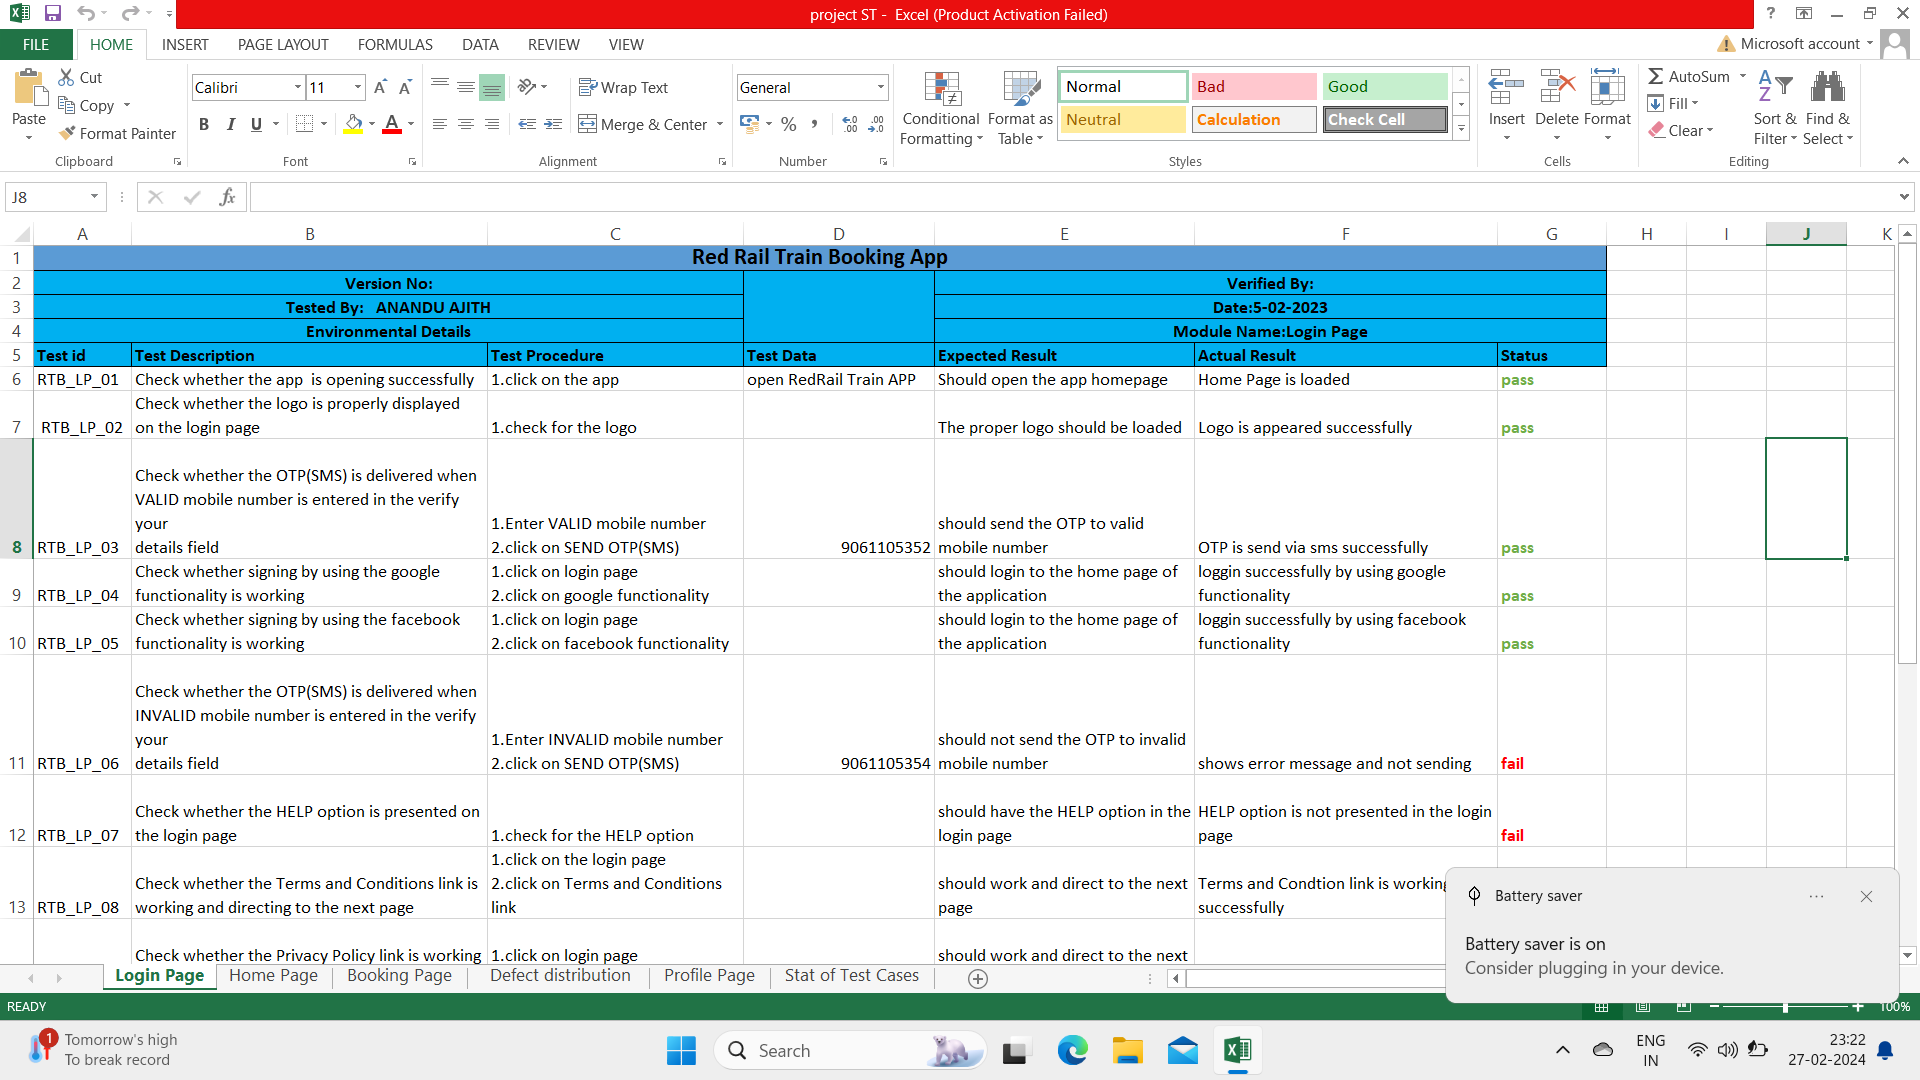 project ST -  Excel (Product Activation Failed)
FILE HOME INSERT PAGE LAYOUT FORMULAS DATA REVIEW VIEW Microsoft account
Paste
Cut
Copy
Format Painter
Clipboard
Calibri 11
B I U
Font
Wrap Text
Merge & Center
Alignment
General
%
Number
Conditional Formatting
Format as Table
Normal Bad Good
Neutral Calculation Check Cell
Styles
Insert Delete Format
Cells
AutoSum
Fill
Clear
Sort & Filter
Find & Select
Editing
J8 fx
A B C D E F G H I J K
1 Red Rail Train Booking App
2 Version No: Verified By:
3 Tested By:   ANANDU AJITH Date:5-02-2023
4 Environmental Details Module Name:Login Page
5 Test id Test Description Test Procedure Test Data Expected Result Actual Result Status
6 RTB_LP_01 Check whether the app  is opening successfully 1.click on the app open RedRail Train APP Should open the app homepage Home Page is loaded pass
Check whether the logo is properly displayed
7 RTB_LP_02 on the login page 1.check for the logo The proper logo should be loaded Logo is appeared successfully pass
Check whether the OTP(SMS) is delivered when
VALID mobile number is entered in the verify
your 1.Enter VALID mobile number should send the OTP to valid
8 RTB_LP_03 details field 2.click on SEND OTP(SMS) 9061105352 mobile number OTP is send via sms successfully pass
Check whether signing by using the google 1.click on login page should login to the home page of loggin successfully by using google
9 RTB_LP_04 functionality is working 2.click on google functionality the application functionality pass
Check whether signing by using the facebook 1.click on login page should login to the home page of loggin successfully by using facebook
10 RTB_LP_05 functionality is working 2.click on facebook functionality the application functionality pass
Check whether the OTP(SMS) is delivered when
INVALID mobile number is entered in the verify
your 1.Enter INVALID mobile number should not send the OTP to invalid
11 RTB_LP_06 details field 2.click on SEND OTP(SMS) 9061105354 mobile number shows error message and not sending fail
Check whether the HELP option is presented on should have the HELP option in the HELP option is not presented in the login
12 RTB_LP_07 the login page 1.check for the HELP option login page page fail
1.click on the login page
Check whether the Terms and Conditions link is 2.click on Terms and Conditions should work and direct to the next Terms and Condtion link is working
13 RTB_LP_08 working and directing to the next page link page successfully
Check whether the Privacy Policy link is working 1.click on login page should work and direct to the next
Login Page Home Page Booking Page Defect distribution Profile Page Stat of Test Cases
Battery saver
Battery saver is on
Consider plugging in your device.
READY 100%
1 Tomorrow's high
To break record
Search
ENG
IN
23:22
27-02-2024